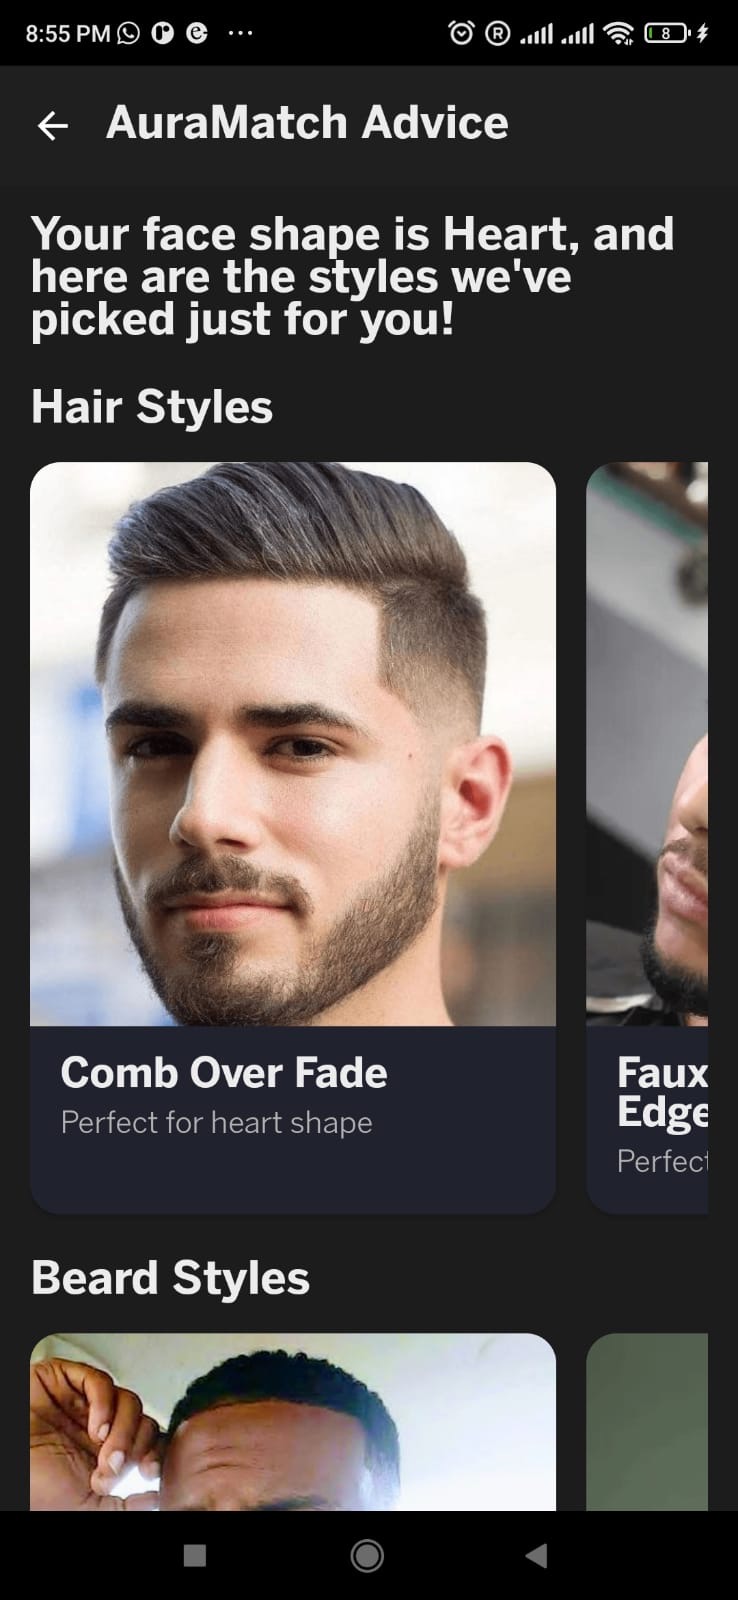 8:55 PM
8
AuraMatch Advice
Your face shape is Heart, and
here are the styles we've
picked just for you!
Hair Styles
Comb Over Fade
Perfect for heart shape
Faux
Edge
Perfect
Beard Styles